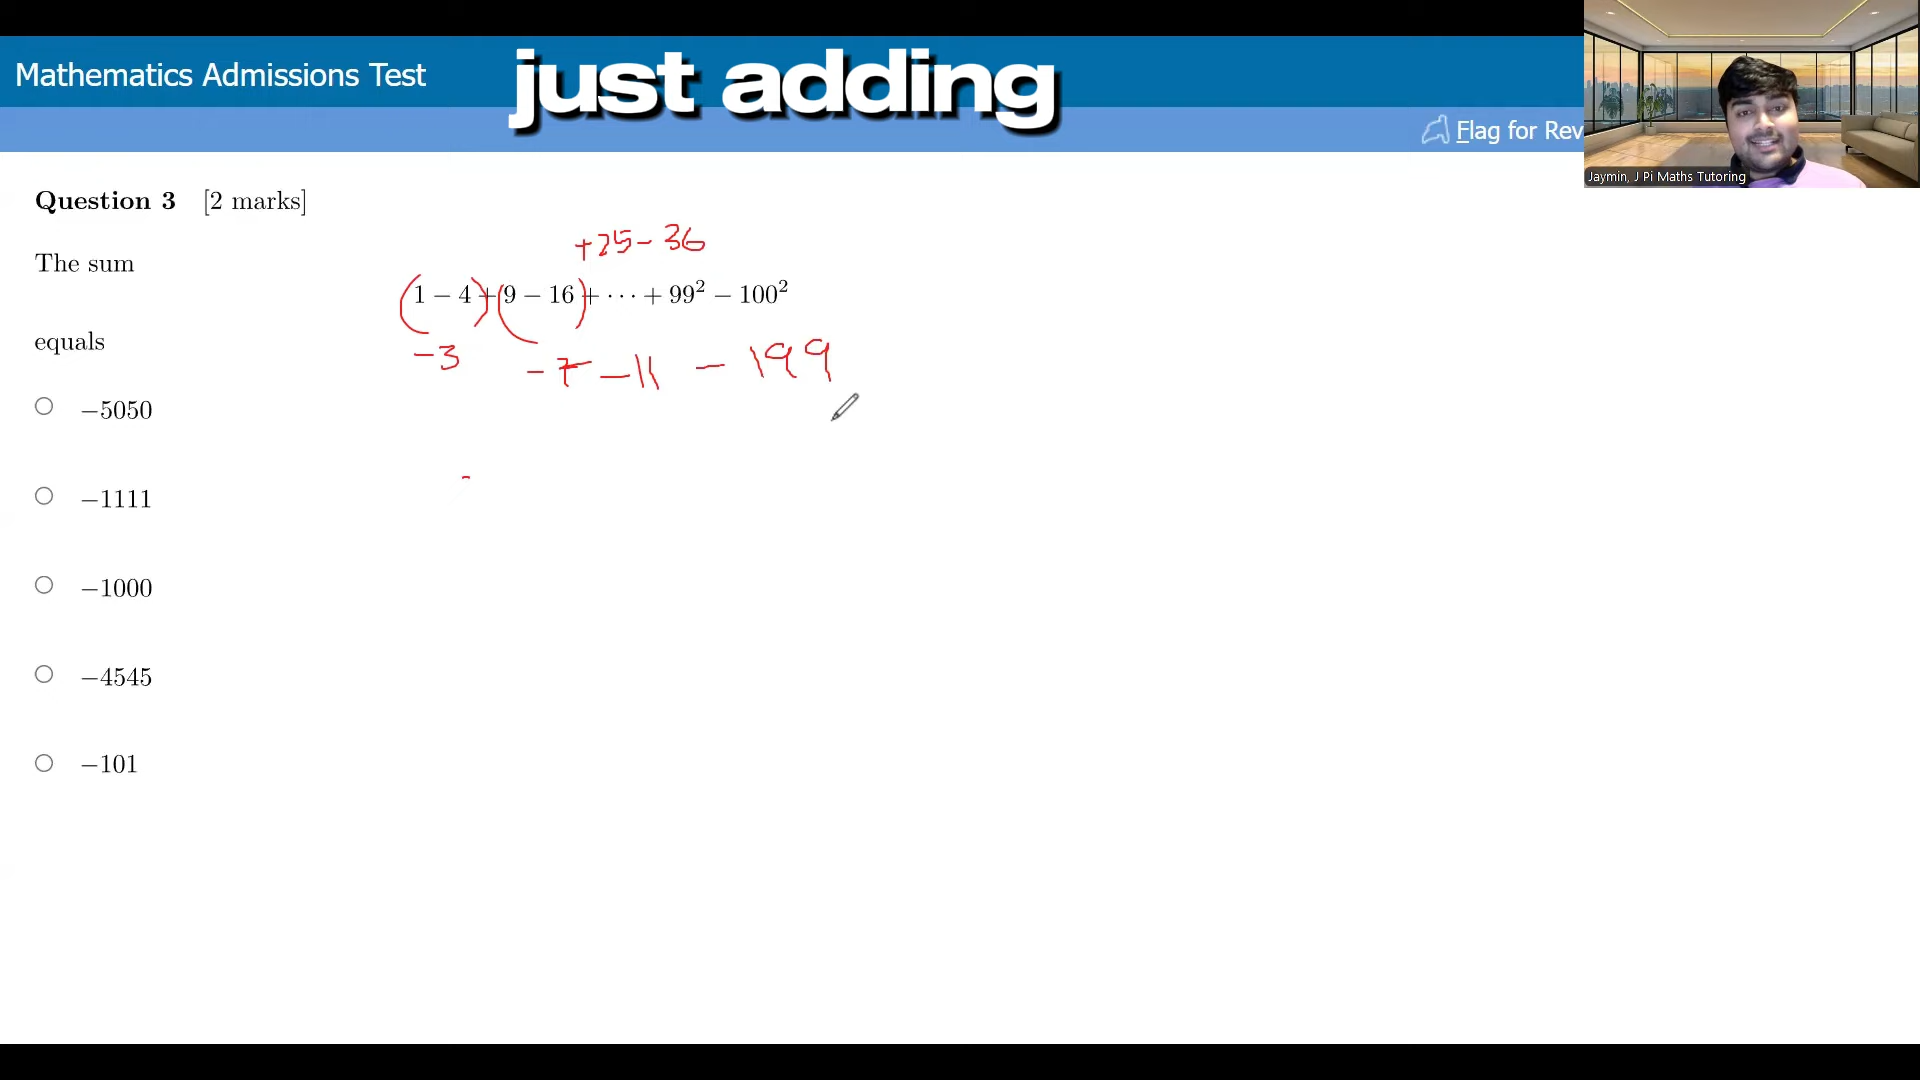 Mathematics Admissions Test
just adding
Flag for Rev
Jaymin, J Pi Maths Tutoring
Question 3 [2 marks]
The sum
+25 - 36
(1 − 4) + (9 − 16) + ··· + 99² − 100²
equals
-3 -7 -11 - 199
−5050
−1111
−1000
−4545
−101